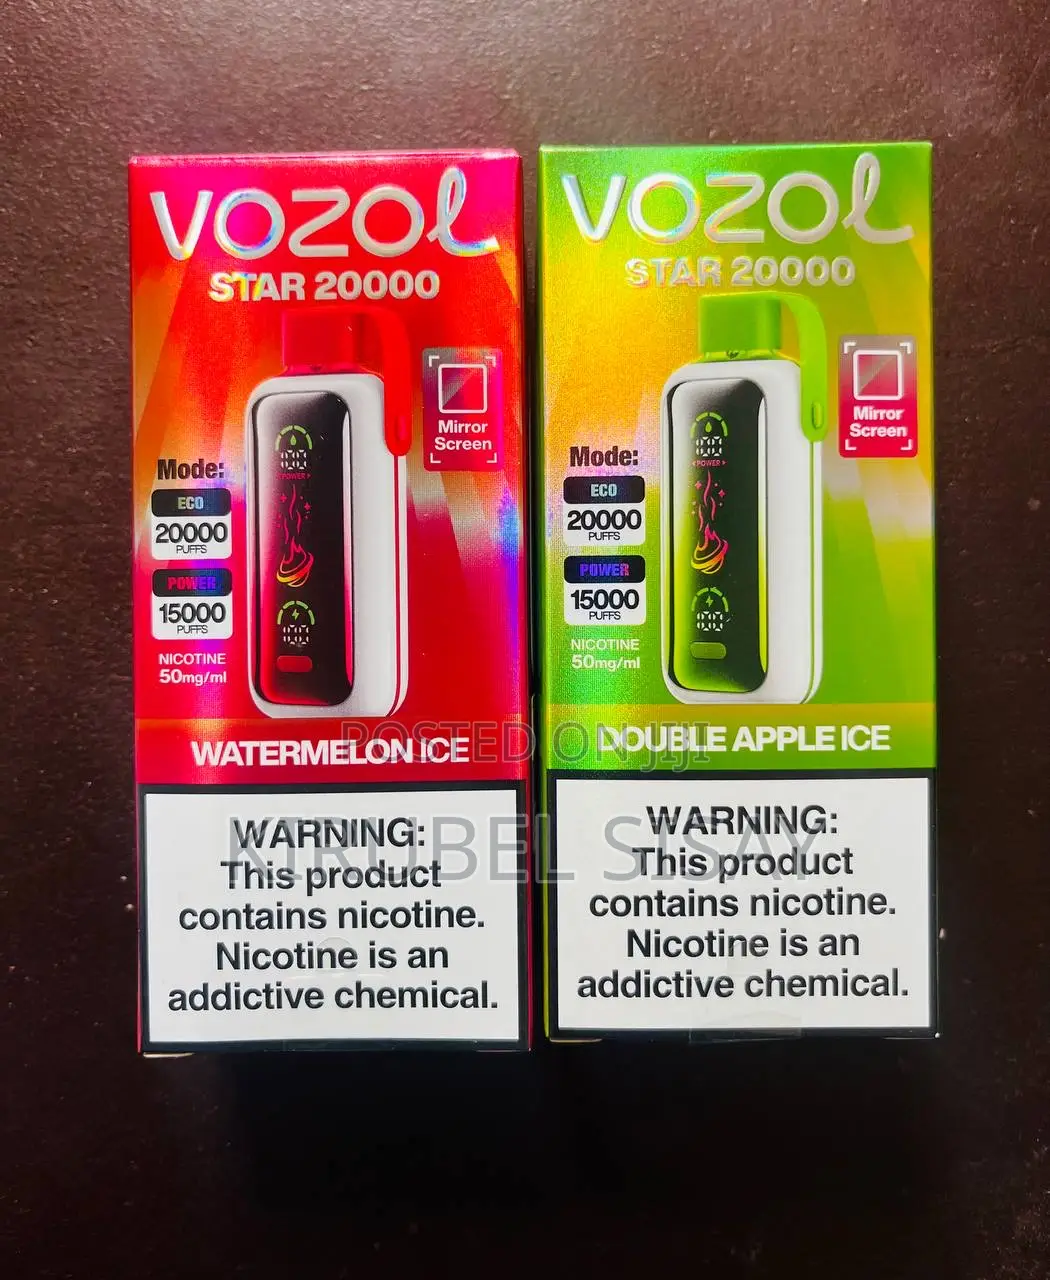 VOZOL
STAR 20000
Mirror
Screen
Mode:
ECO
20000
PUFFS
POWER
15000
PUFFS
NICOTINE
50mg/ml
<POWER>
WATERMELON ICE
WARNING:
This product
contains nicotine.
Nicotine is an
addictive chemical.
VOZOL
STAR 20000
Mirror
Screen
Mode:
ECO
20000
PUFFS
POWER
15000
PUFFS
NICOTINE
50mg/ml
<POWER>
DOUBLE APPLE ICE
WARNING:
This product
contains nicotine.
Nicotine is an
addictive chemical.
POSTED ON JIJI
KIRUBEL SISAY